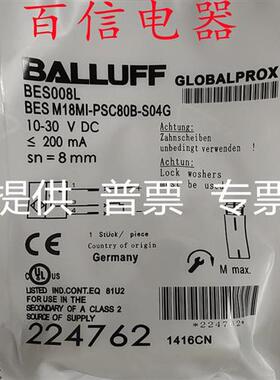 百信电器
BALLUFF
GLOBALPROX
BES008L
BES M18MI-PSC80B-S04G
10-30 V DC
≤ 200 mA
sn = 8 mm
Achtung:
Zahnscheiben
unbedingt verwenden !
Attention:
Lock woshers
must be used !
提供 普票 专票
1 Stück/ piece
Country of origin
Germany
CE
M max.
LISTED IND.CONT.EQ 81U2
FOR USE IN THE
SECONDARY OF A CLASS 2
SOURCE OF SUPPLY
224762
*224762*
1416CN